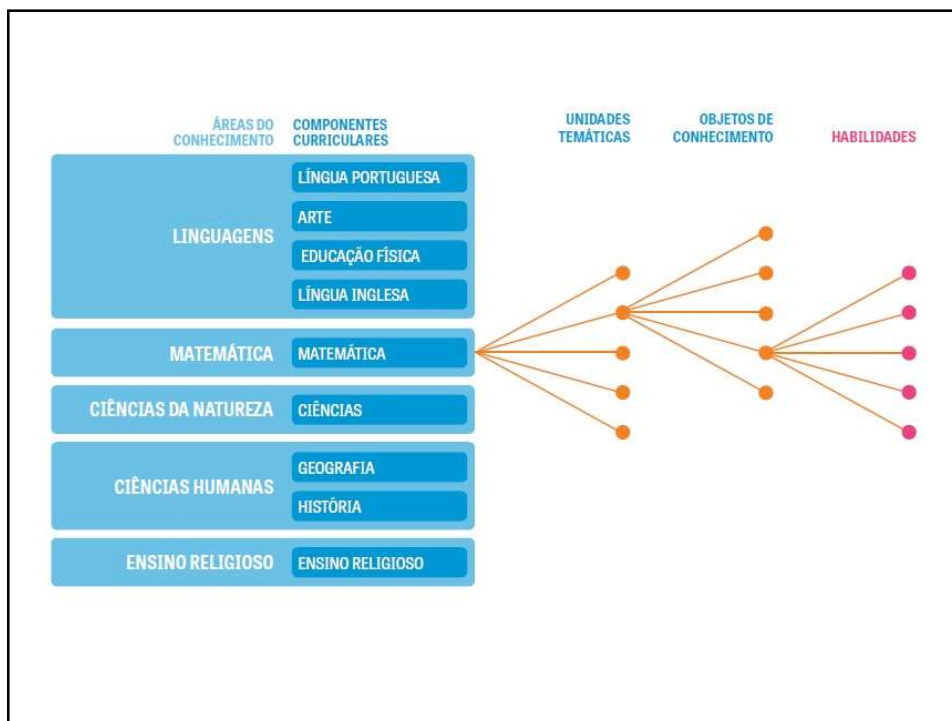 ÁREAS DO
CONHECIMENTO
COMPONENTES
CURRICULARES
UNIDADES
TEMÁTICAS
OBJETOS DE
CONHECIMENTO
HABILIDADES
LINGUAGENS
LÍNGUA PORTUGUESA
ARTE
EDUCAÇÃO FÍSICA
LÍNGUA INGLESA
MATEMÁTICA
MATEMÁTICA
CIÊNCIAS DA NATUREZA
CIÊNCIAS
CIÊNCIAS HUMANAS
GEOGRAFIA
HISTÓRIA
ENSINO RELIGIOSO
ENSINO RELIGIOSO